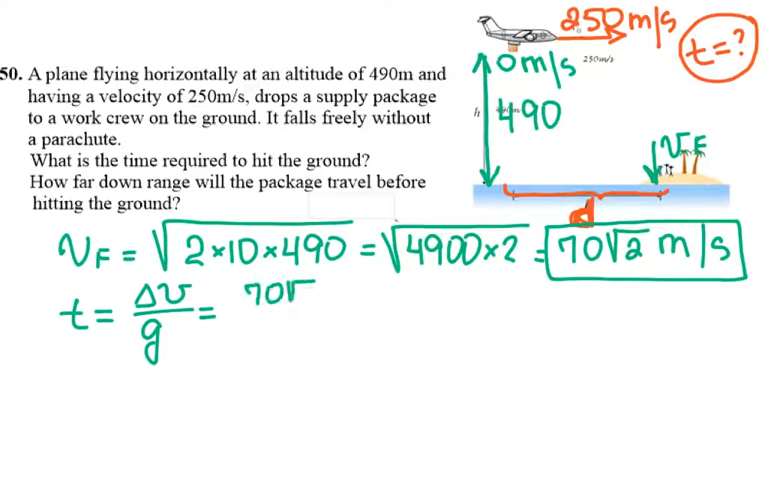 250m/s
t=?
0m/s
250m/s
50. A plane flying horizontally at an altitude of 490m and
having a velocity of 250m/s, drops a supply package
to a work crew on the ground. It falls freely without
a parachute.
What is the time required to hit the ground?
How far down range will the package travel before
hitting the ground?
h
490
VF
d
VF = √2×10×490 = √4900×2 = 70√2 m/s
t = Δv/g = 70√